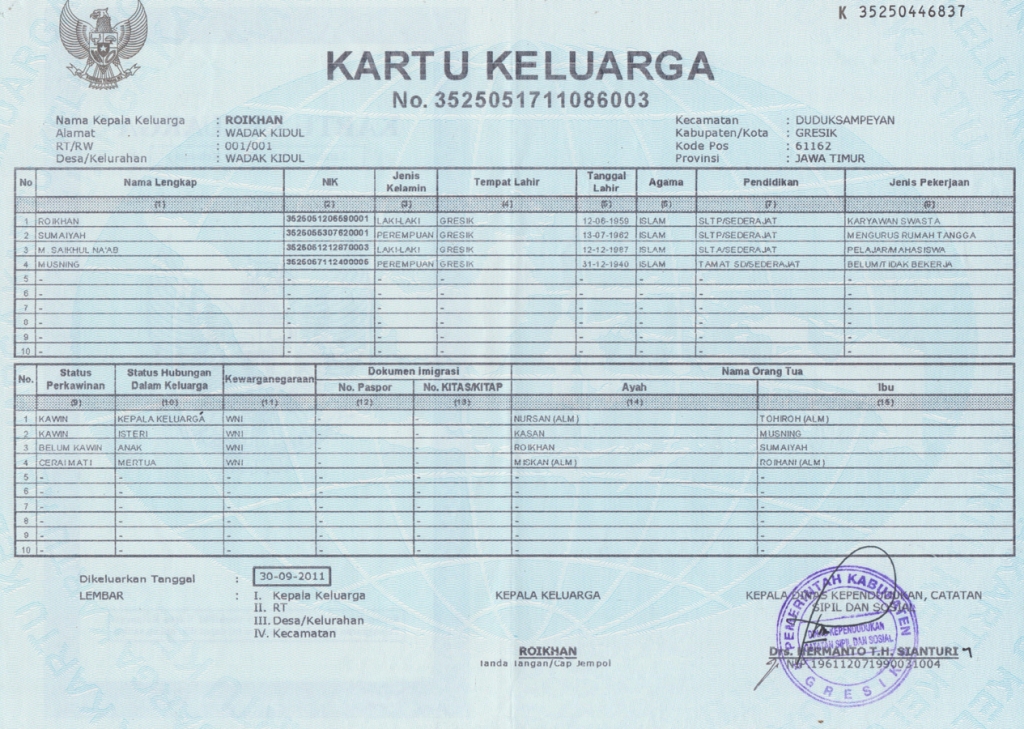 K 35250446837
KARTU KELUARGA
No. 3525051711086003
Nama Kepala Keluarga : ROIKHAN
Alamat : WADAK KIDUL
RT/RW : 001/001
Desa/Kelurahan : WADAK KIDUL
Kecamatan : DUDUKSAMPEYAN
Kabupaten/Kota : GRESIK
Kode Pos : 61162
Provinsi : JAWA TIMUR
No Nama Lengkap NIK Jenis Kelamin Tempat Lahir Tanggal Lahir Agama Pendidikan Jenis Pekerjaan
(1) (2) (3) (4) (5) (6) (7) (8)
1 ROIKHAN LAKI-LAKI GRESIK 12-06-1959 ISLAM SLTP/SEDERAJAT KARYAWAN SWASTA
2 SUMAIYAH PEREMPUAN GRESIK 13-07-1962 ISLAM SLTP/SEDERAJAT MENGURUS RUMAH TANGGA
3 M. SAIKHUL NA'AB 3525051212870003 LAKI-LAKI GRESIK 12-12-1987 ISLAM SLTA/SEDERAJAT PELAJAR/MAHASISWA
4 MUSNING PEREMPUAN GRESIK 31-12-1940 ISLAM TAMAT SD/SEDERAJAT BELUM/TIDAK BEKERJA
5 - - - - - - - -
6 - - - - - - - -
7 - - - - - - - -
8 - - - - - - - -
9 - - - - - - - -
10 - - - - - - - -
No. Status Perkawinan Status Hubungan Dalam Keluarga Kewarganegaraan Dokumen Imigrasi Nama Orang Tua
No. Paspor No. KITAS/KITAP Ayah Ibu
(9) (10) (11) (12) (13) (14) (15)
1 KAWIN KEPALA KELUARGA WNI - - NURSAN (ALM) TOHIROH (ALM)
2 KAWIN ISTERI WNI - - KASAN MUSNING
3 BELUM KAWIN ANAK WNI - - ROIKHAN SUMAIYAH
4 CERAI MATI MERTUA WNI - - MISKAN (ALM) ROIHANI (ALM)
5 - - - - - - -
6 - - - - - - -
7 - - - - - - -
8 - - - - - - -
9 - - - - - - -
10 - - - - - - -
Dikeluarkan Tanggal : 30-09-2011
LEMBAR : I. Kepala Keluarga
II. RT
III. Desa/Kelurahan
IV. Kecamatan
KEPALA KELUARGA
ROIKHAN
Tanda Tangan/Cap Jempol
KEPALA DINAS KEPENDUDUKAN, CATATAN
SIPIL DAN SOSIAL
PEMERINTAH KABUPATEN
DINAS KEPENDUDUKAN
CATATAN SIPIL DAN SOSIAL
GRESIK
Drs. HERMANTO T.H. SIANTURI
NIP 196112071990031004